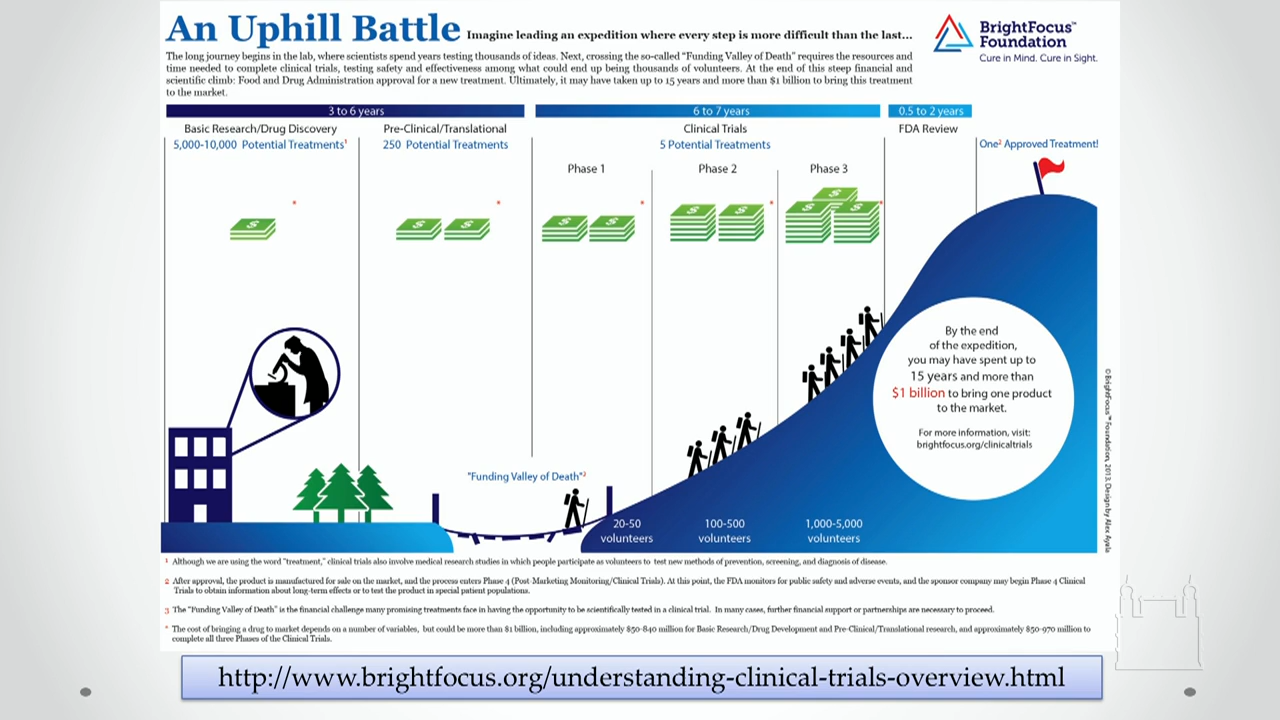 An Uphill Battle Imagine leading an expedition where every step is more difficult than the last...
BrightFocus™
Foundation
Cure in Mind. Cure in Sight.
The long journey begins in the lab, where scientists spend years testing thousands of ideas. Next, crossing the so-called "Funding Valley of Death" requires the resources and
time needed to complete clinical trials, testing safety and effectiveness among what could end up being thousands of volunteers. At the end of this steep financial and
scientific climb: Food and Drug Administration approval for a new treatment. Ultimately, it may have taken up to 15 years and more than $1 billion to bring this treatment
to the market.
3 to 6 years
6 to 7 years
0.5 to 2 years
Basic Research/Drug Discovery
Pre-Clinical/Translational
Clinical Trials
FDA Review
5,000-10,000 Potential Treatments¹
250 Potential Treatments
5 Potential Treatments
One² Approved Treatment!
Phase 1
Phase 2
Phase 3
$ * $ $ * $ $ * $ $ * $ $ $ *
By the end
of the expedition,
you may have spent up to
15 years and more than
$1 billion to bring one product
to the market.
For more information, visit:
brightfocus.org/clinicaltrials
"Funding Valley of Death"³
20-50
volunteers
100-500
volunteers
1,000-5,000
volunteers
© BrightFocus™ Foundation, 2013. Design by Alex Ayala
1 Although we are using the word "treatment," clinical trials also involve medical research studies in which people participate as volunteers to test new methods of prevention, screening, and diagnosis of disease.
2 After approval, the product is manufactured for sale on the market, and the process enters Phase 4 (Post-Marketing Monitoring/Clinical Trials). At this point, the FDA monitors for public safety and adverse events, and the sponsor company may begin Phase 4 Clinical
Trials to obtain information about long-term effects or to test the product in special patient populations.
3 The "Funding Valley of Death" is the financial challenge many promising treatments face in having the opportunity to be scientifically tested in a clinical trial. In many cases, further financial support or partnerships are necessary to proceed.
* The cost of bringing a drug to market depends on a number of variables, but could be more than $1 billion, including approximately $50-840 million for Basic Research/Drug Development and Pre-Clinical/Translational research, and approximately $50-970 million to
complete all three Phases of the Clinical Trials.
http://www.brightfocus.org/understanding-clinical-trials-overview.html